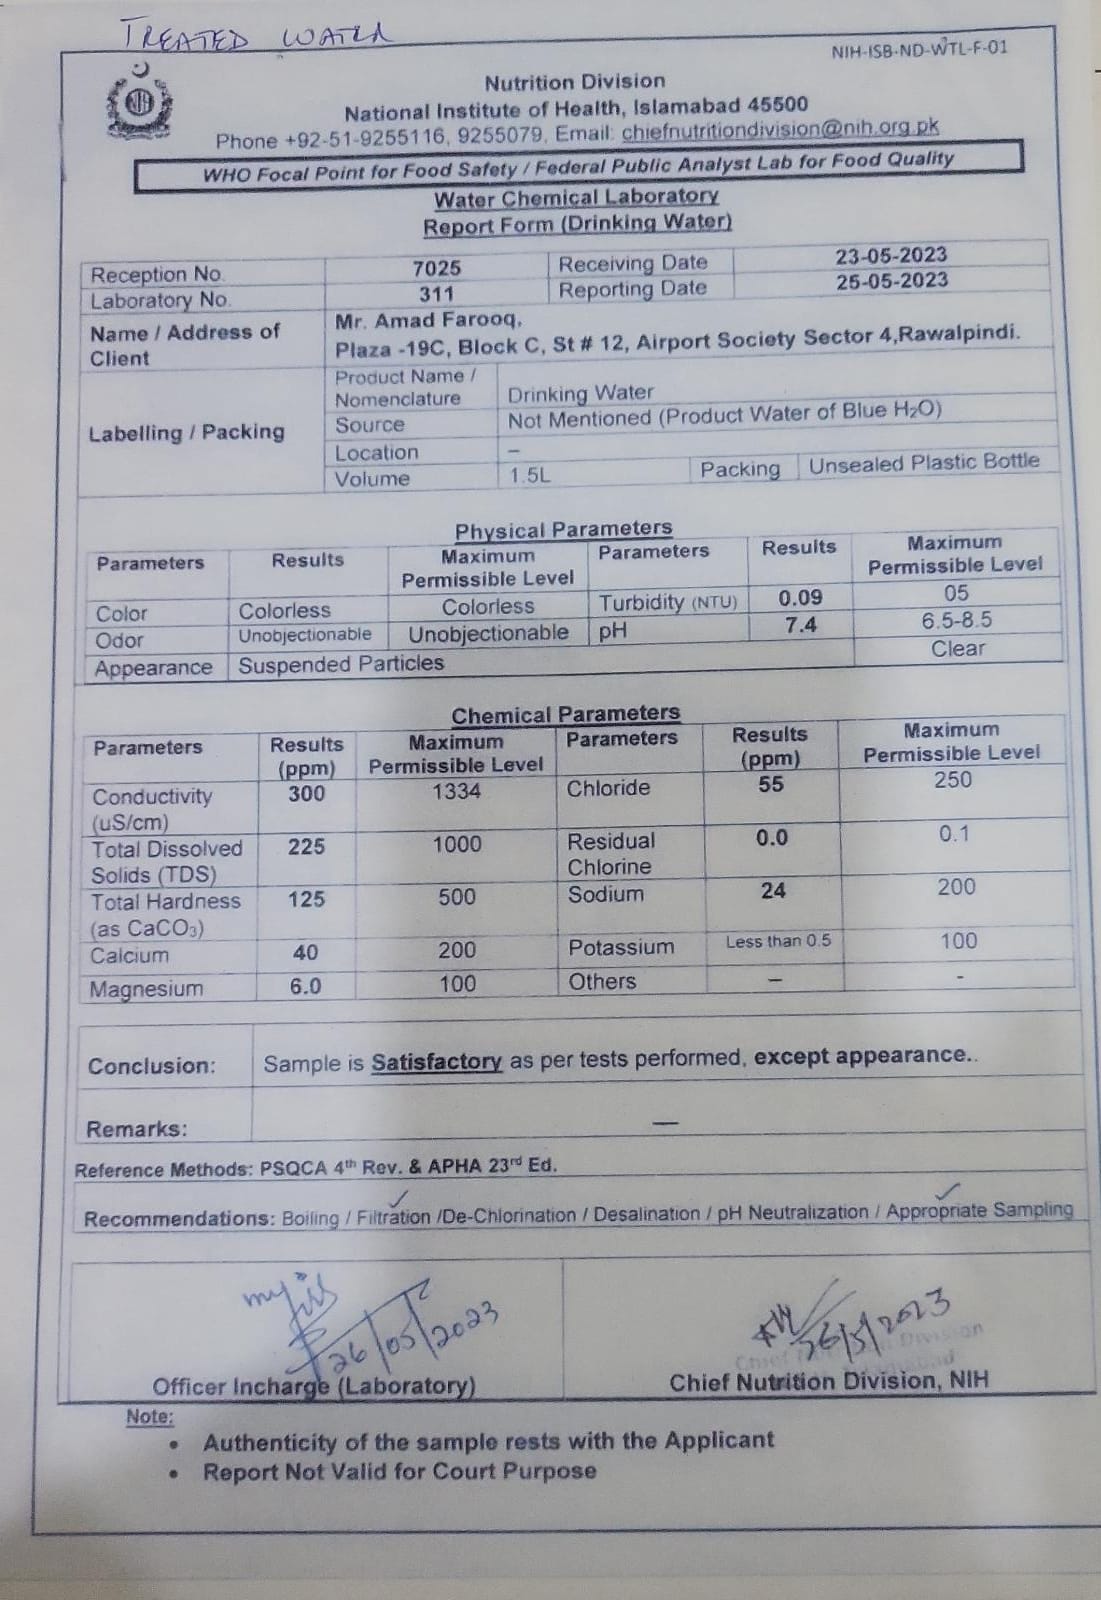 TREATED WATER
NIH-ISB-ND-WTL-F-01
NIH
Nutrition Division
National Institute of Health, Islamabad 45500
Phone +92-51-9255116, 9255079, Email: chiefnutritiondivision@nih.org.pk
WHO Focal Point for Food Safety / Federal Public Analyst Lab for Food Quality
Water Chemical Laboratory
Report Form (Drinking Water)
Reception No. 7025 Receiving Date 23-05-2023
Laboratory No. 311 Reporting Date 25-05-2023
Name / Address of Client
Mr. Amad Farooq,
Plaza -19C, Block C, St # 12, Airport Society Sector 4,Rawalpindi.
Labelling / Packing
Product Name / Nomenclature Drinking Water
Source Not Mentioned (Product Water of Blue H₂O)
Location –
Volume 1.5L Packing Unsealed Plastic Bottle
Physical Parameters
Parameters Results Maximum Permissible Level Parameters Results Maximum Permissible Level
Color Colorless Colorless Turbidity (NTU) 0.09 05
Odor Unobjectionable Unobjectionable pH 7.4 6.5-8.5
Appearance Suspended Particles Clear
Chemical Parameters
Parameters Results (ppm) Maximum Permissible Level Parameters Results (ppm) Maximum Permissible Level
Conductivity (uS/cm) 300 1334 Chloride 55 250
Total Dissolved Solids (TDS) 225 1000 Residual Chlorine 0.0 0.1
Total Hardness (as CaCO₃) 125 500 Sodium 24 200
Calcium 40 200 Potassium Less than 0.5 100
Magnesium 6.0 100 Others – -
Conclusion: Sample is Satisfactory as per tests performed, except appearance..
Remarks: —
Reference Methods: PSQCA 4th Rev. & APHA 23rd Ed.
Recommendations: Boiling / Filtration /De-Chlorination / Desalination / pH Neutralization / Appropriate Sampling
26/05/2023
26/5/2023
Officer Incharge (Laboratory)
Chief Nutrition Division, NIH
Note:
• Authenticity of the sample rests with the Applicant
• Report Not Valid for Court Purpose